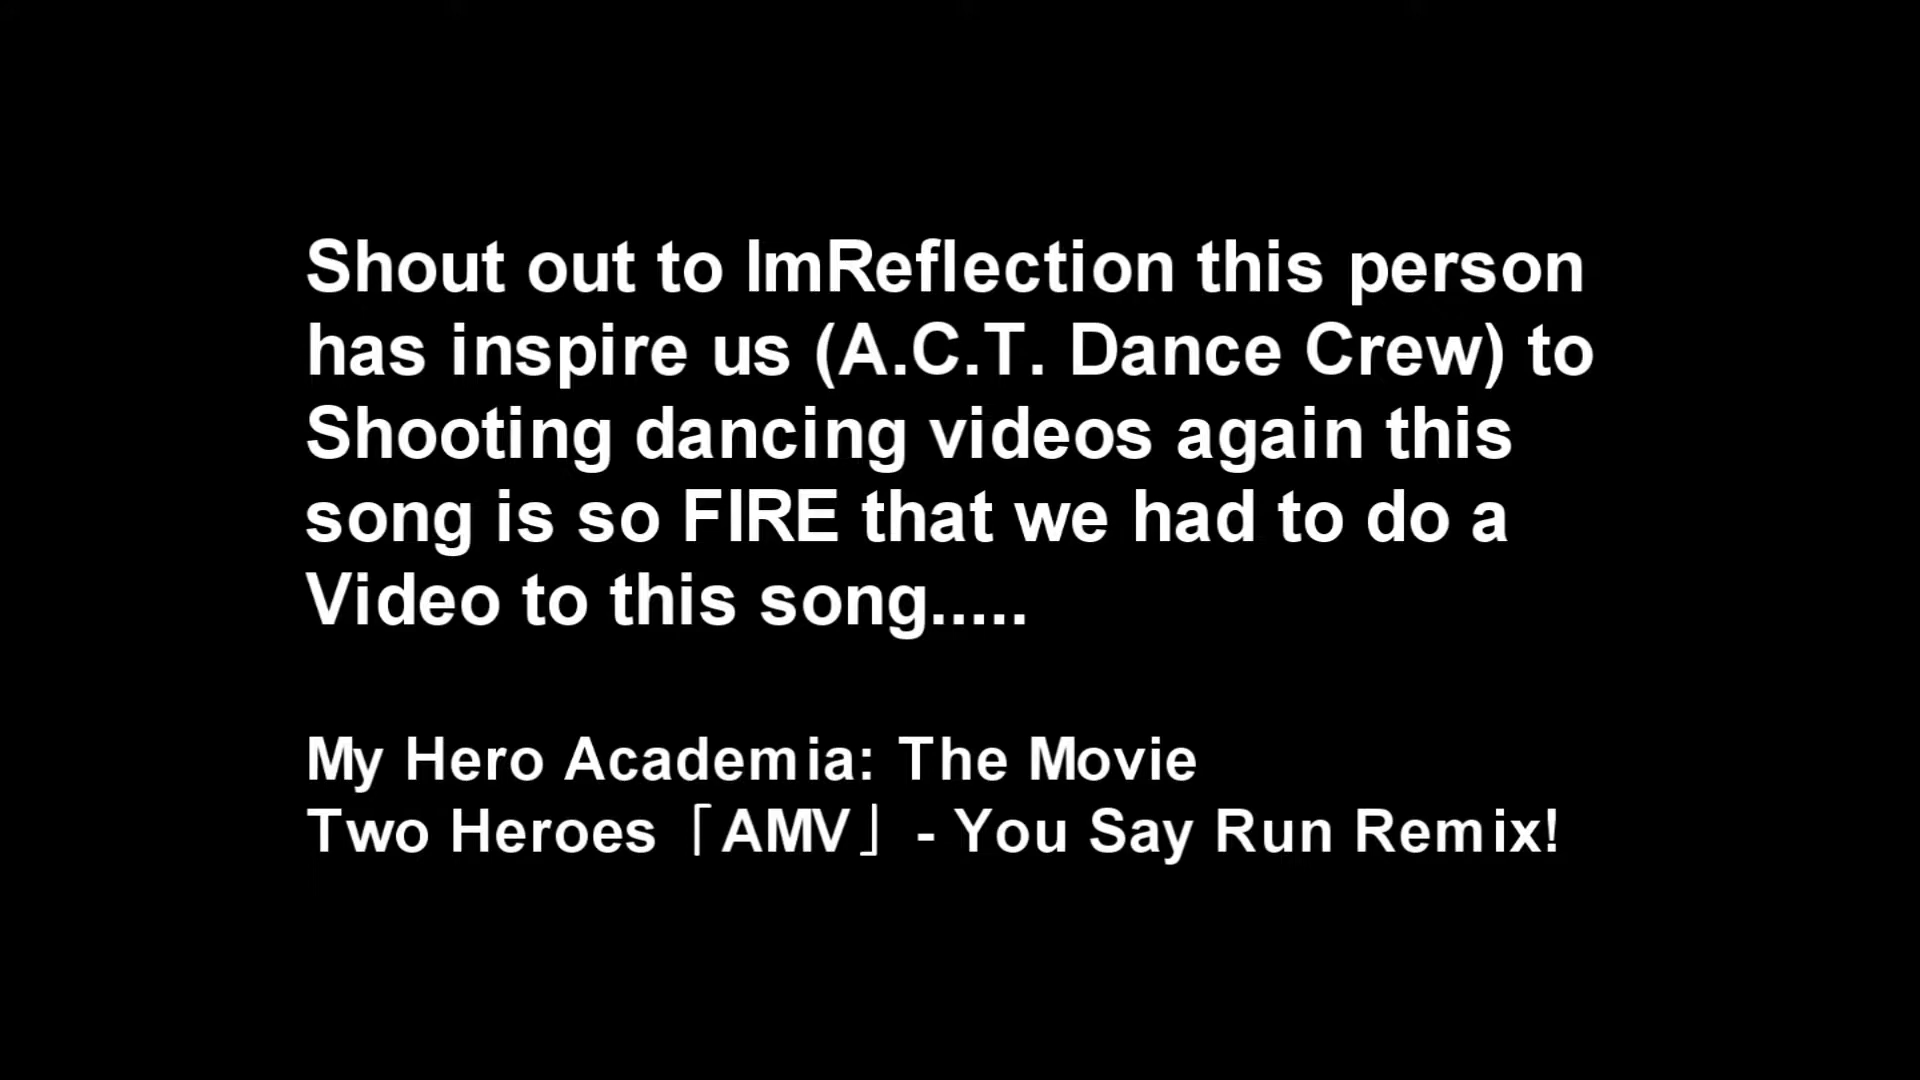 Shout out to ImReflection this person
has inspire us (A.C.T. Dance Crew) to
Shooting dancing videos again this
song is so FIRE that we had to do a
Video to this song.....
My Hero Academia: The Movie
Two Heroes「AMV」 - You Say Run Remix!